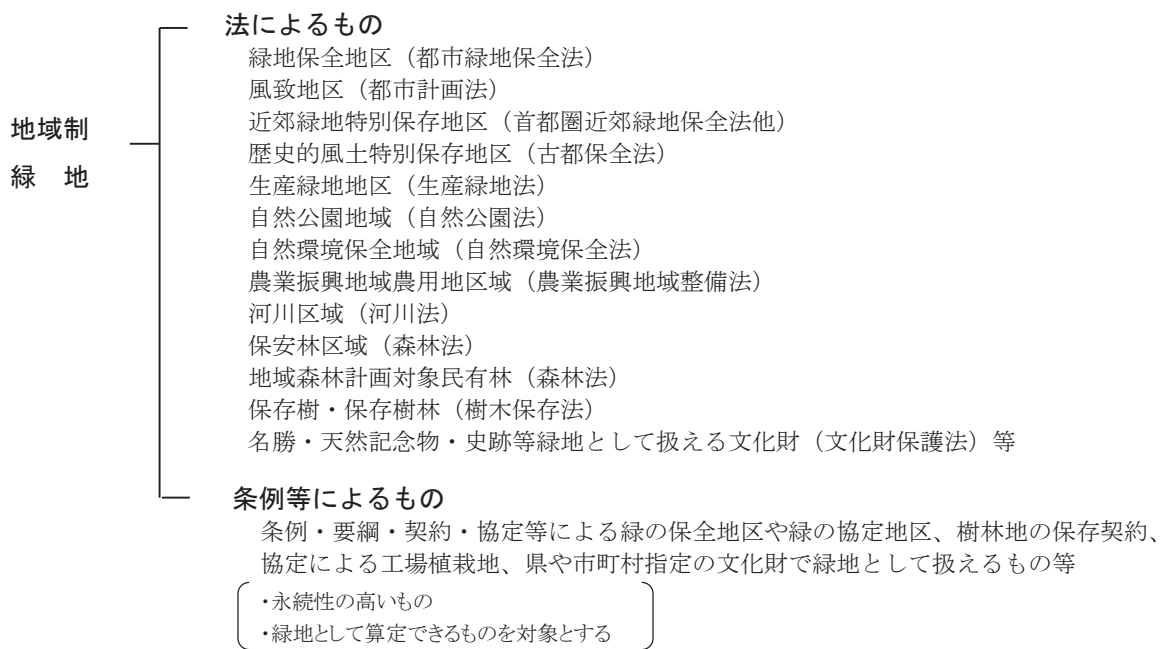 地域制
緑　地
法によるもの
緑地保全地区（都市緑地保全法）
風致地区（都市計画法）
近郊緑地特別保存地区（首都圏近郊緑地保全法他）
歴史的風土特別保存地区（古都保全法）
生産緑地地区（生産緑地法）
自然公園地域（自然公園法）
自然環境保全地域（自然環境保全法）
農業振興地域農用地区域（農業振興地域整備法）
河川区域（河川法）
保安林区域（森林法）
地域森林計画対象民有林（森林法）
保存樹・保存樹林（樹木保存法）
名勝・天然記念物・史跡等緑地として扱える文化財（文化財保護法）等
条例等によるもの
条例・要綱・契約・協定等による緑の保全地区や緑の協定地区、樹林地の保存契約、
協定による工場植栽地、県や市町村指定の文化財で緑地として扱えるもの等
・永続性の高いもの
・緑地として算定できるものを対象とする